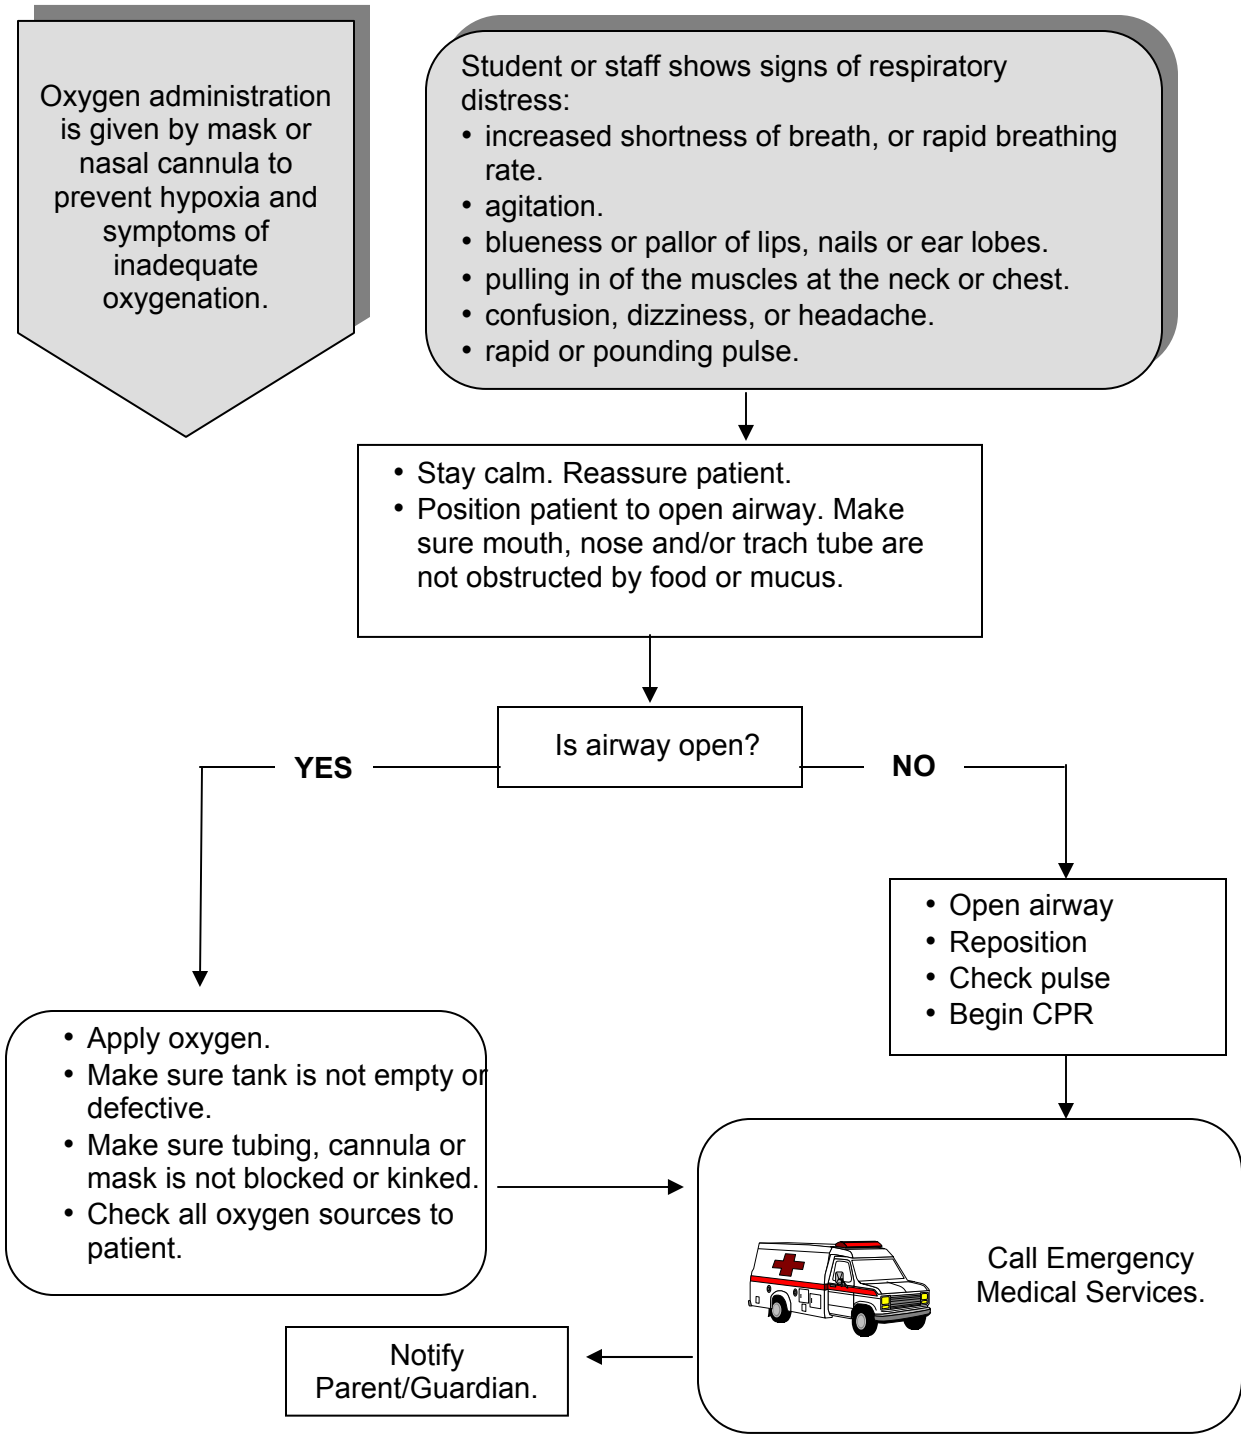 Oxygen administration
is given by mask or
nasal cannula to
prevent hypoxia and
symptoms of
inadequate
oxygenation.
Student or staff shows signs of respiratory
distress:
• increased shortness of breath, or rapid breathing
rate.
• agitation.
• blueness or pallor of lips, nails or ear lobes.
• pulling in of the muscles at the neck or chest.
• confusion, dizziness, or headache.
• rapid or pounding pulse.
• Stay calm. Reassure patient.
• Position patient to open airway. Make
sure mouth, nose and/or trach tube are
not obstructed by food or mucus.
Is airway open?
YES
NO
• Open airway
• Reposition
• Check pulse
• Begin CPR
• Apply oxygen.
• Make sure tank is not empty or
defective.
• Make sure tubing, cannula or
mask is not blocked or kinked.
• Check all oxygen sources to
patient.
Call Emergency
Medical Services.
Notify
Parent/Guardian.